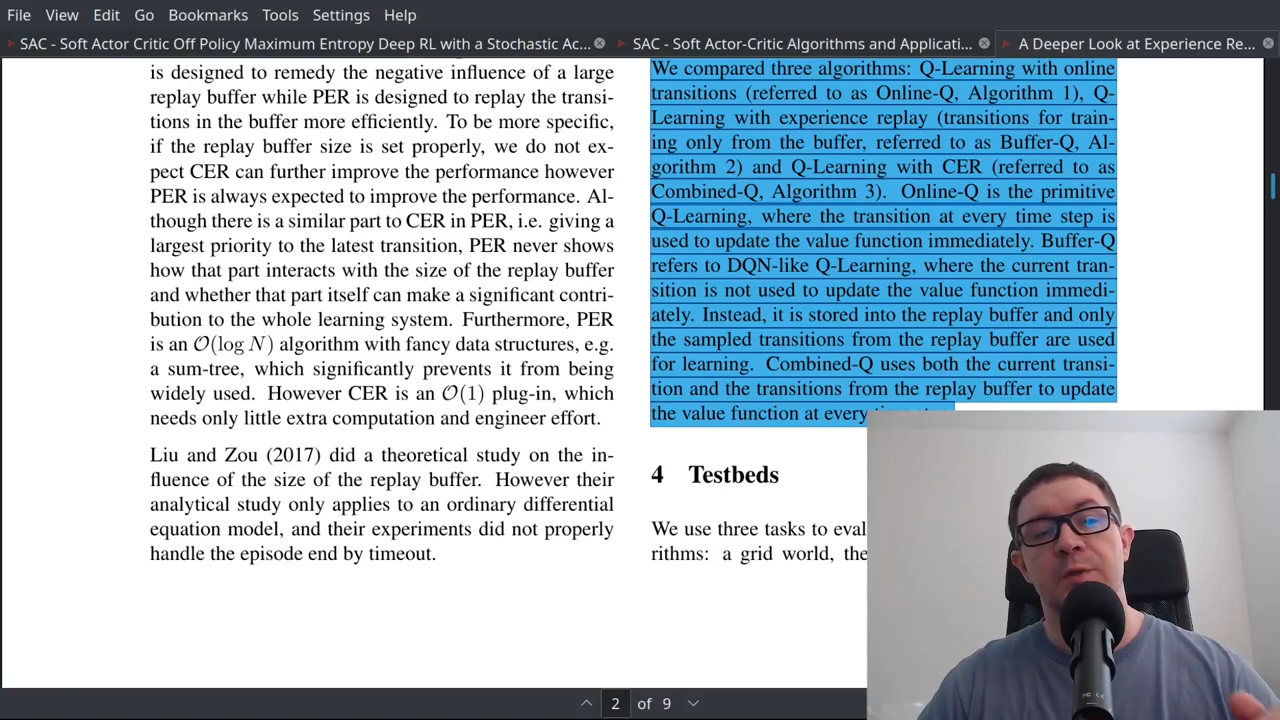 File View Edit Go Bookmarks Tools Settings Help
SAC - Soft Actor Critic Off Policy Maximum Entropy Deep RL with a Stochastic Ac...
SAC - Soft Actor-Critic Algorithms and Applicati...
A Deeper Look at Experience Re...
is designed to remedy the negative influence of a large
replay buffer while PER is designed to replay the transi-
tions in the buffer more efficiently. To be more specific,
if the replay buffer size is set properly, we do not ex-
pect CER can further improve the performance however
PER is always expected to improve the performance. Al-
though there is a similar part to CER in PER, i.e. giving a
largest priority to the latest transition, PER never shows
how that part interacts with the size of the replay buffer
and whether that part itself can make a significant contri-
bution to the whole learning system. Furthermore, PER
is an O(log N) algorithm with fancy data structures, e.g.
a sum-tree, which significantly prevents it from being
widely used. However CER is an O(1) plug-in, which
needs only little extra computation and engineer effort.
Liu and Zou (2017) did a theoretical study on the in-
fluence of the size of the replay buffer. However their
analytical study only applies to an ordinary differential
equation model, and their experiments did not properly
handle the episode end by timeout.
We compared three algorithms: Q-Learning with online
transitions (referred to as Online-Q, Algorithm 1), Q-
Learning with experience replay (transitions for train-
ing only from the buffer, referred to as Buffer-Q, Al-
gorithm 2) and Q-Learning with CER (referred to as
Combined-Q, Algorithm 3). Online-Q is the primitive
Q-Learning, where the transition at every time step is
used to update the value function immediately. Buffer-Q
refers to DQN-like Q-Learning, where the current tran-
sition is not used to update the value function immedi-
ately. Instead, it is stored into the replay buffer and only
the sampled transitions from the replay buffer are used
for learning. Combined-Q uses both the current transi-
tion and the transitions from the replay buffer to update
the value function at every
4 Testbeds
We use three tasks to eval
rithms: a grid world, the
2 of 9